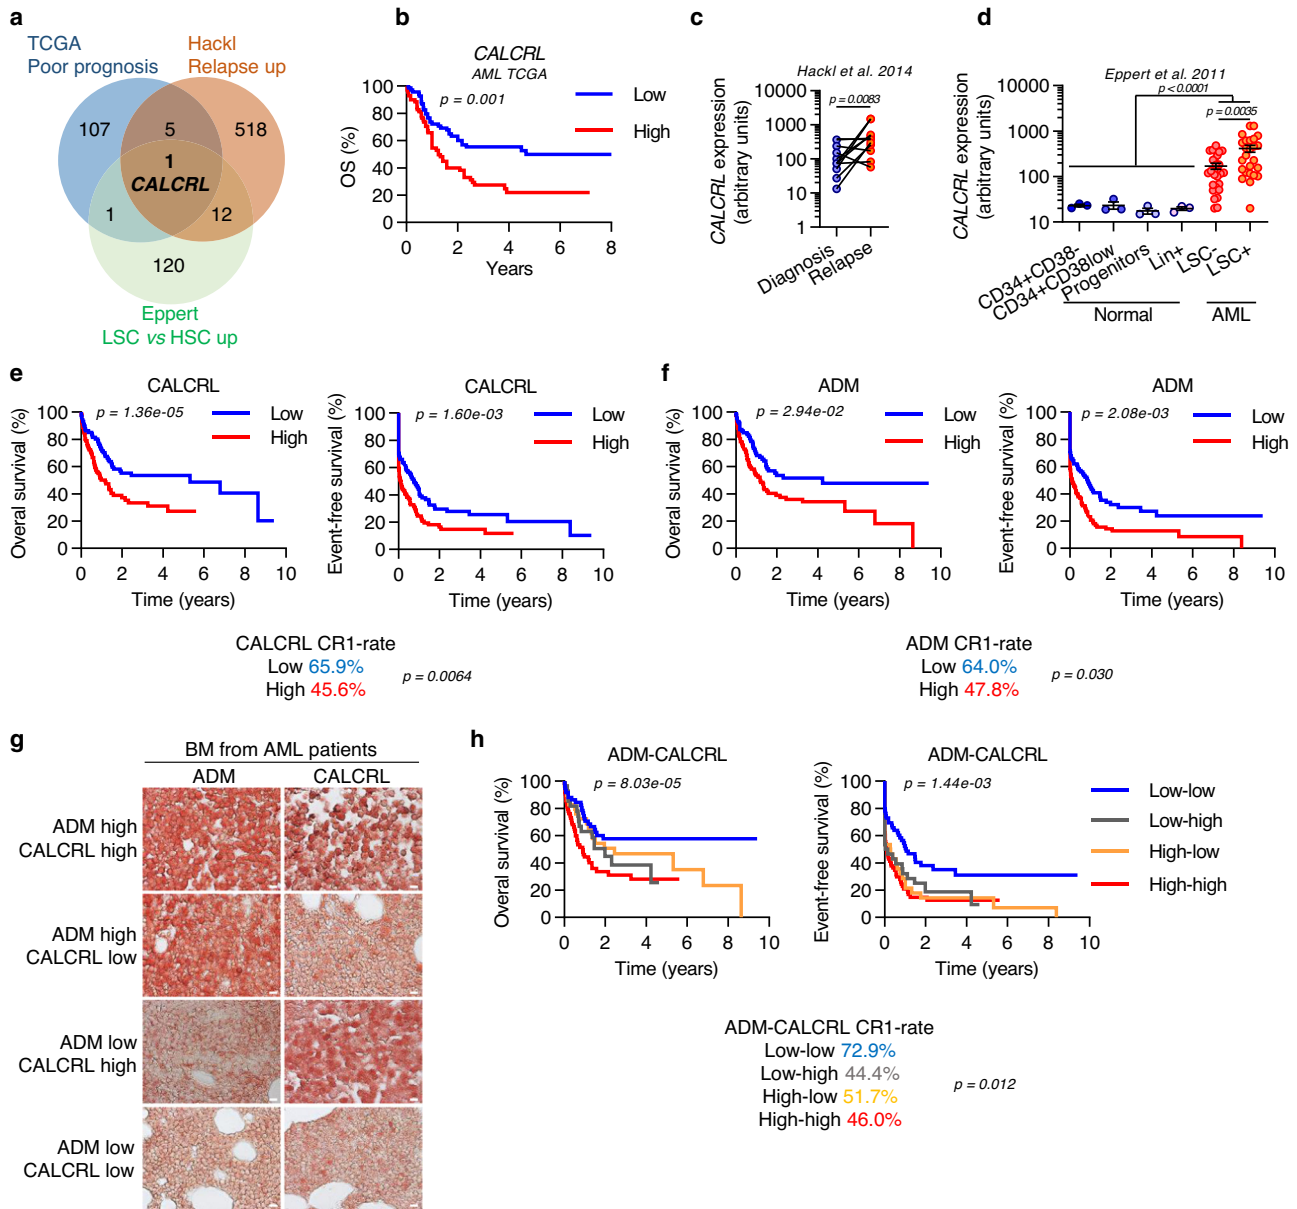 a
TCGA
Poor prognosis
Hackl
Relapse up
107
5
518
1
CALCRL
1
12
120
Eppert
LSC vs HSC up
b
CALCRL
AML TCGA
p = 0.001
Low
High
OS (%)
100
80
60
40
20
0
0 2 4 6 8
Years
c
Hackl et al. 2014
p = 0.0083
CALCRL expression
(arbitrary units)
10000
1000
100
10
1
Diagnosis
Relapse
d
Eppert et al. 2011
p < 0.0001
p = 0.0035
CALCRL expression
(arbitrary units)
10000
1000
100
10
CD34+CD38-
CD34+CD38low
Progenitors
Lin+
LSC-
LSC+
Normal
AML
e
CALCRL
p = 1.36e-05
Low
High
Overal survival (%)
100
80
60
40
20
0
0 2 4 6 8 10
Time (years)
CALCRL
p = 1.60e-03
Low
High
Event-free survival (%)
100
80
60
40
20
0
0 2 4 6 8 10
Time (years)
CALCRL CR1-rate
Low 65.9%
High 45.6%
p = 0.0064
f
ADM
p = 2.94e-02
Low
High
Overal survival (%)
100
80
60
40
20
0
0 2 4 6 8 10
Time (years)
ADM
p = 2.08e-03
Low
High
Event-free survival (%)
100
80
60
40
20
0
0 2 4 6 8 10
Time (years)
ADM CR1-rate
Low 64.0%
High 47.8%
p = 0.030
g
BM from AML patients
ADM
CALCRL
ADM high
CALCRL high
ADM high
CALCRL low
ADM low
CALCRL high
ADM low
CALCRL low
h
ADM-CALCRL
p = 8.03e-05
Overal survival (%)
100
80
60
40
20
0
0 2 4 6 8 10
Time (years)
ADM-CALCRL
p = 1.44e-03
Event-free survival (%)
100
80
60
40
20
0
0 2 4 6 8 10
Time (years)
Low-low
Low-high
High-low
High-high
ADM-CALCRL CR1-rate
Low-low 72.9%
Low-high 44.4%
High-low 51.7%
High-high 46.0%
p = 0.012